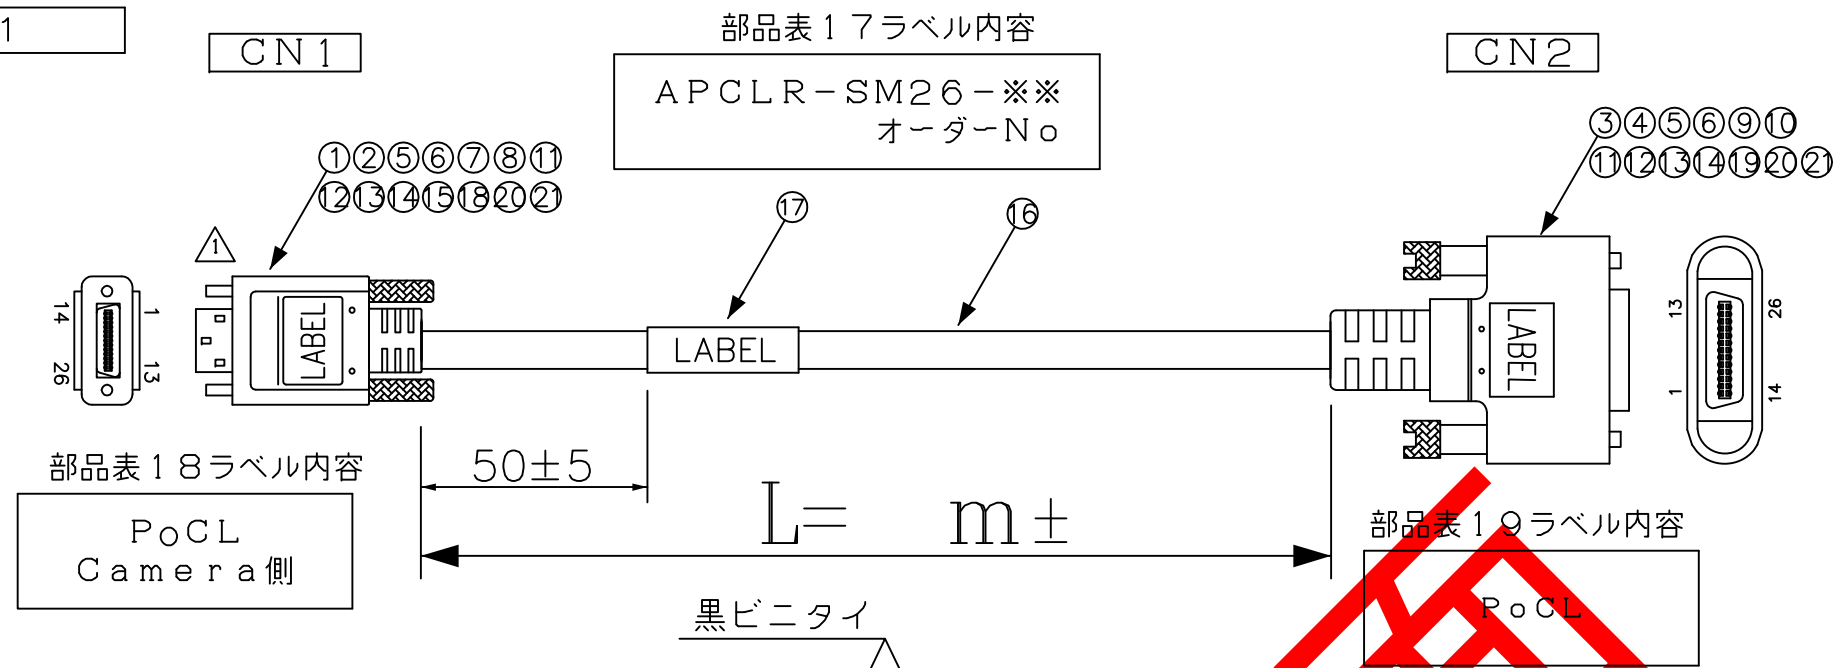 1
CN1
部品表17ラベル内容
APCLR-SM26-※※
オーダーNo
CN2
①②⑤⑥⑦⑧⑪
⑫⑬⑭⑮⑱⑳㉑
③④⑤⑥⑨⑩
⑪⑫⑬⑭⑲⑳㉑
⑰
⑯
1
14
1
26
13
LABEL
LABEL
LABEL
13
26
1
14
部品表18ラベル内容
PoCL
Camera側
50±5
L= m±
部品表19ラベル内容
PoCL
黒ビニタイ